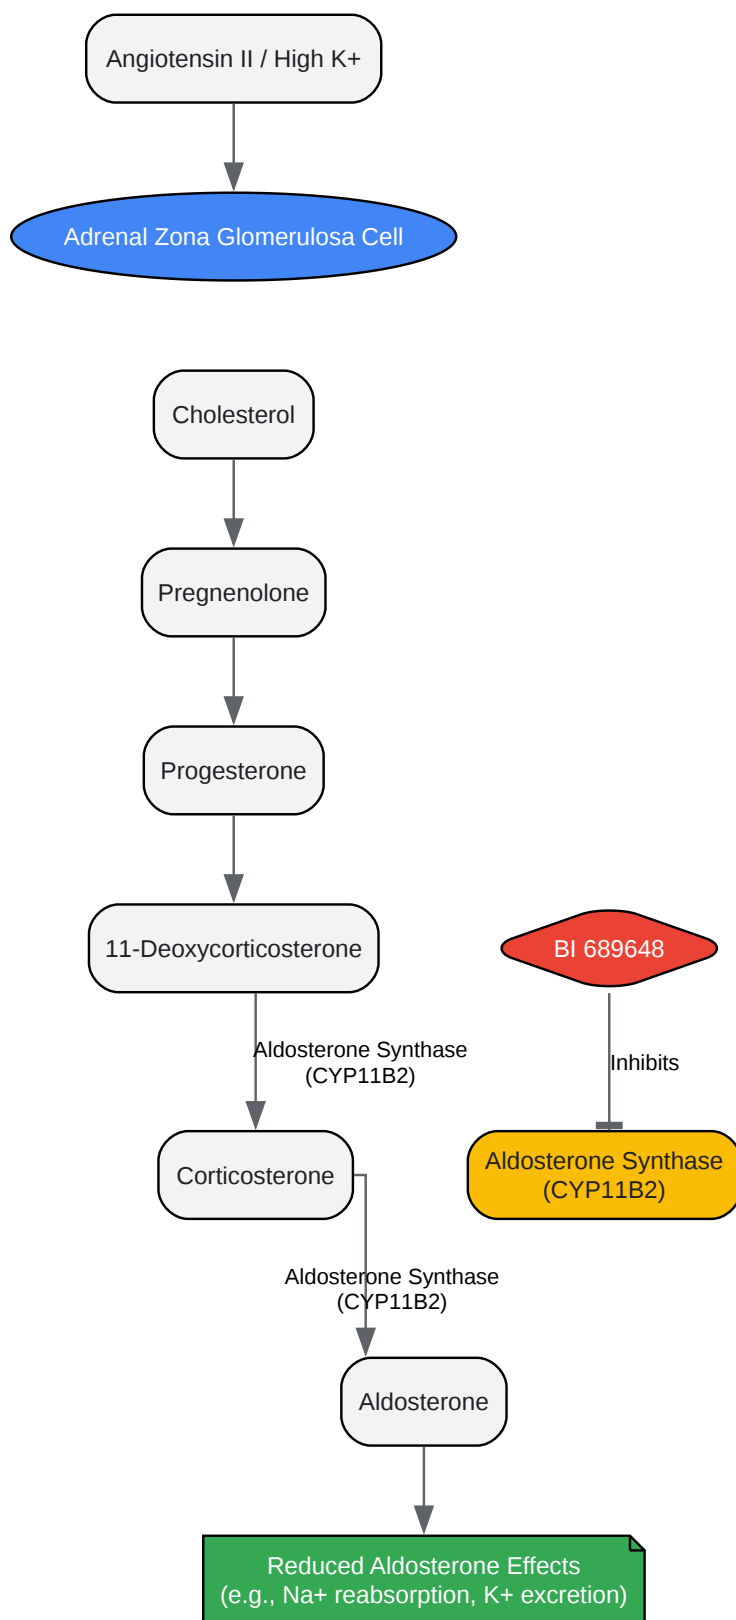 Angiotensin II / High K+
Adrenal Zona Glomerulosa Cell
Cholesterol
Pregnenolone
Progesterone
11-Deoxycorticosterone
BI 689648
Aldosterone Synthase
(CYP11B2)
Inhibits
Corticosterone
Aldosterone Synthase
(CYP11B2)
Aldosterone Synthase
(CYP11B2)
Aldosterone
Reduced Aldosterone Effects
(e.g., Na+ reabsorption, K+ excretion)